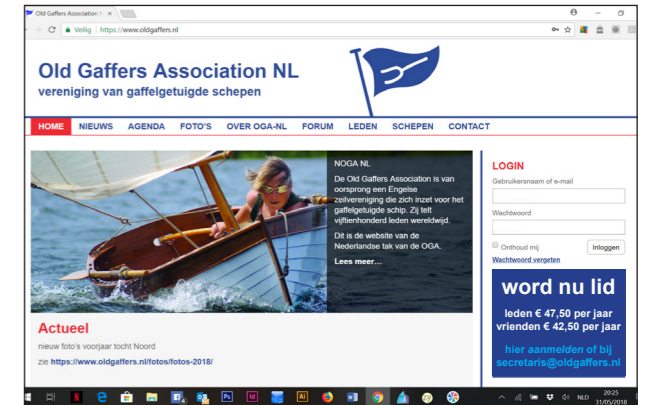 Old Gaffers Association
Veilig | https://www.oldgaffers.nl
Old Gaffers Association NL
vereniging van gaffelgetuigde schepen
HOME NIEUWS AGENDA FOTO'S OVER OGA-NL FORUM LEDEN SCHEPEN CONTACT
NOGA NL
De Old Gaffers Association is van
oorsprong een Engelse
zeilvereniging die zich inzet voor het
gaffelgetuigde schip. Zij telt
vijftienhonderd leden wereldwijd.
Dit is de website van de
Nederlandse tak van de OGA.
Lees meer...
LOGIN
Gebruikersnaam of e-mail
Wachtwoord
Onthoud mij
Inloggen
Wachtwoord vergeten
word nu lid
leden € 47,50 per jaar
vrienden € 42,50 per jaar
hier aanmelden of bij
secretaris@oldgaffers.nl
Actueel
nieuw foto's voorjaar tocht Noord
zie https://www.oldgaffers.nl/fotos/fotos-2018/
Ps Id Ai
NLD
20:25
31/05/2018